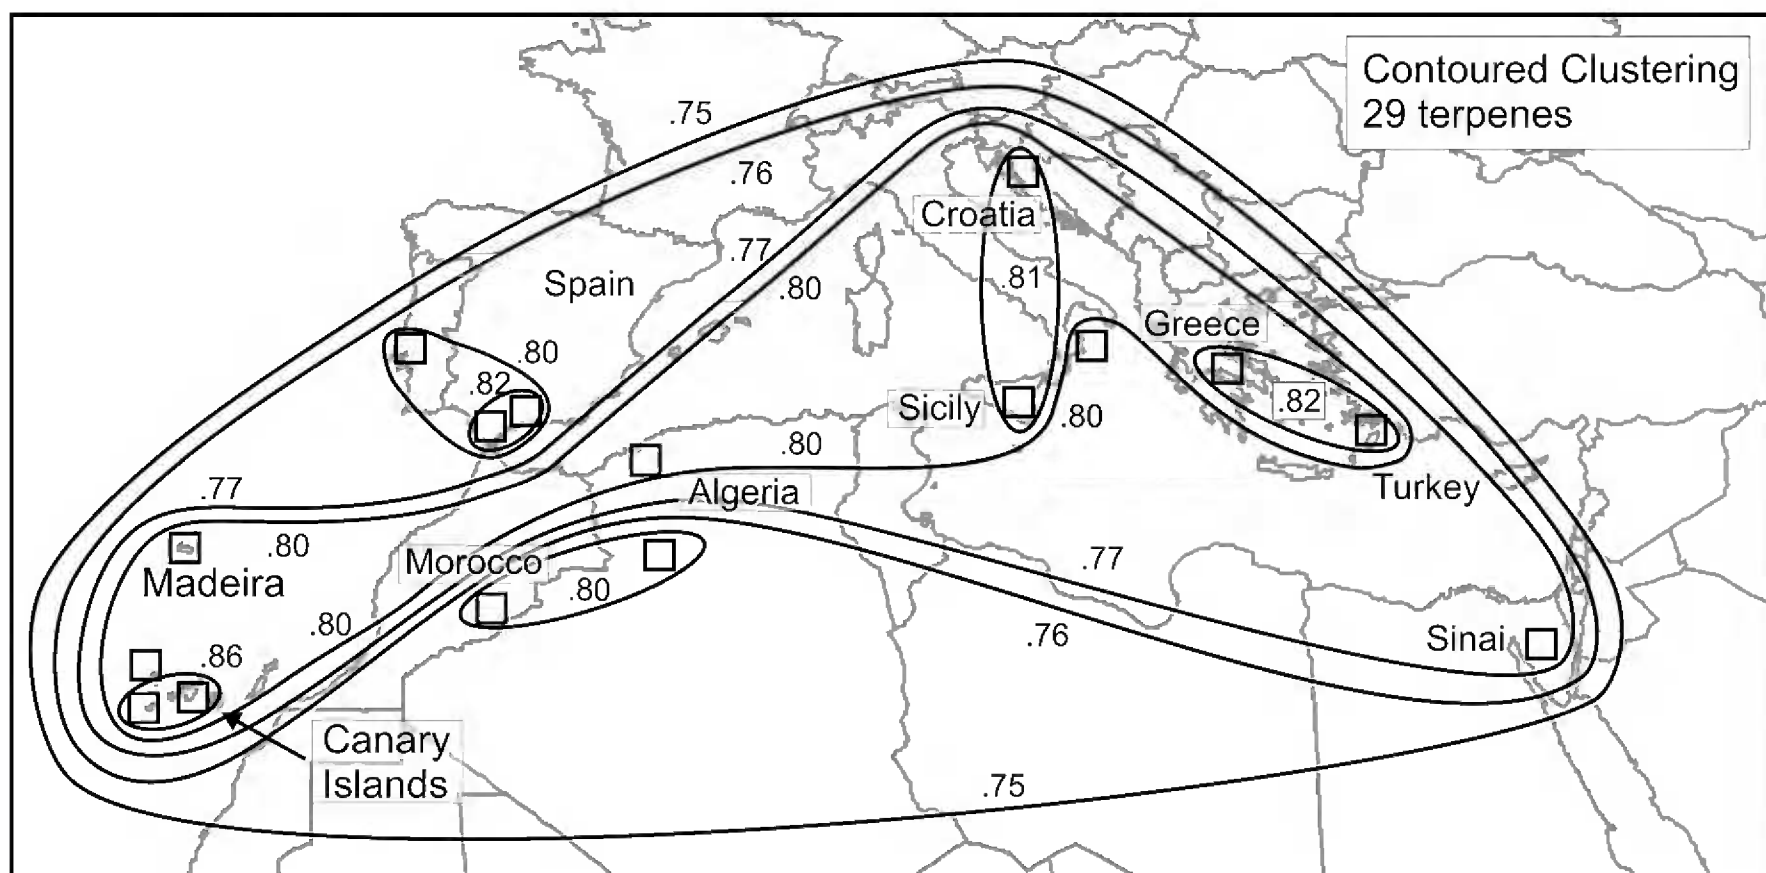 Contoured Clustering
29 terpenes
.75
.76
Croatia
.77
Spain
.81
.80
Greece
.80
.82
.82
Sicily
.80
.80
.77
Algeria
Turkey
.80
Morocco
.77
Madeira
.80
.80
.76
Sinai
.86
Canary
Islands
.75